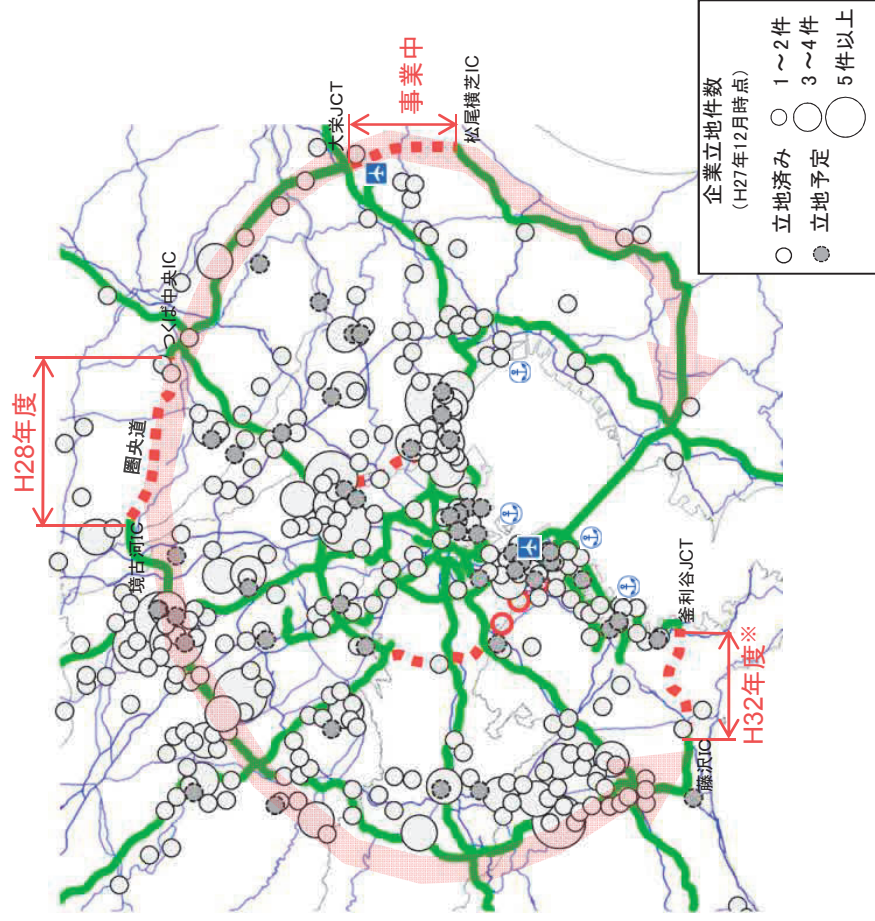 H28年度
圏央道
境古河IC
つくば中央IC
大栄JCT
事業中
松尾横芝IC
釜利谷JCT
H32年度※
藤沢IC
企業立地件数
(H27年12月時点)
立地済み
立地予定
1～2件
3～4件
5件以上